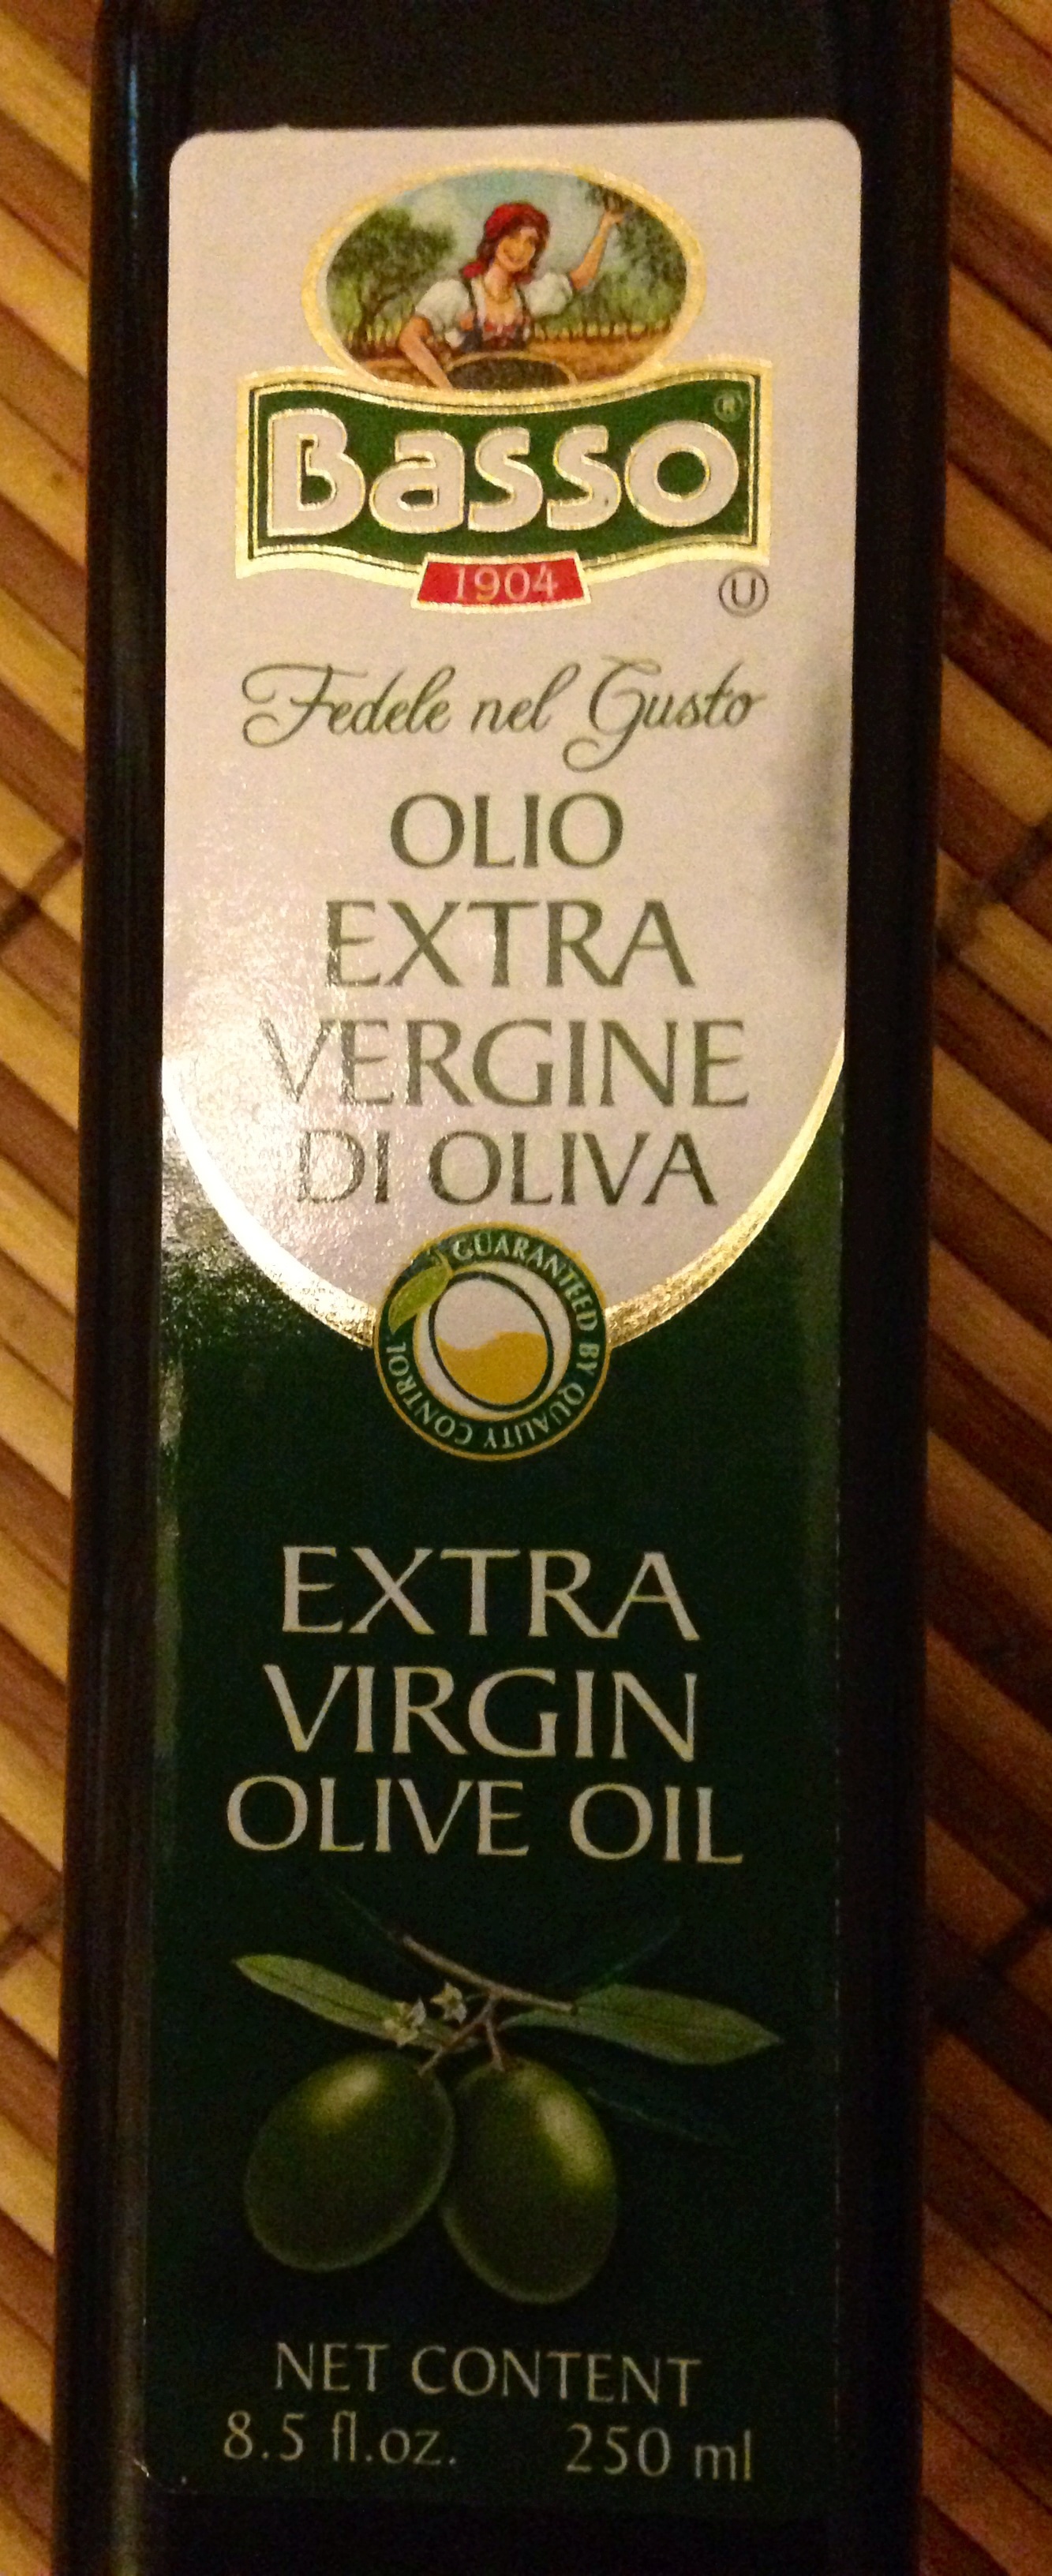 Basso®
1904
U
Fedele nel Gusto
OLIO
EXTRA
VERGINE
DI OLIVA
GUARANTEED BY QUALITY CONTROL
EXTRA
VIRGIN
OLIVE OIL
NET CONTENT
8.5 fl.oz. 250 ml